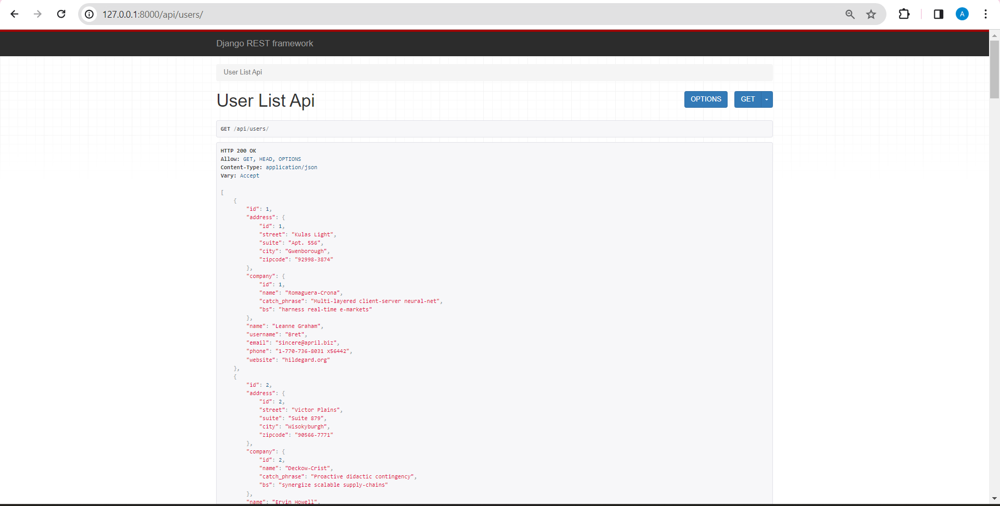 127.0.0.1:8000/api/users/
A
Django REST framework
User List Api
User List Api
OPTIONS
GET
GET /api/users/
HTTP 200 OK
Allow: GET, HEAD, OPTIONS
Content-Type: application/json
Vary: Accept
[
    {
        "id": 1,
        "address": {
            "id": 1,
            "street": "Kulas Light",
            "suite": "Apt. 556",
            "city": "Gwenborough",
            "zipcode": "92998-3874"
        },
        "company": {
            "id": 1,
            "name": "Romaguera-Crona",
            "catch_phrase": "Multi-layered client-server neural-net",
            "bs": "harness real-time e-markets"
        },
        "name": "Leanne Graham",
        "username": "Bret",
        "email": "Sincere@april.biz",
        "phone": "1-770-736-8031 x56442",
        "website": "hildegard.org"
    },
    {
        "id": 2,
        "address": {
            "id": 2,
            "street": "Victor Plains",
            "suite": "Suite 879",
            "city": "Wisokyburgh",
            "zipcode": "90566-7771"
        },
        "company": {
            "id": 2,
            "name": "Deckow-Crist",
            "catch_phrase": "Proactive didactic contingency",
            "bs": "synergize scalable supply-chains"
        },
        "name": "Ervin Howell",